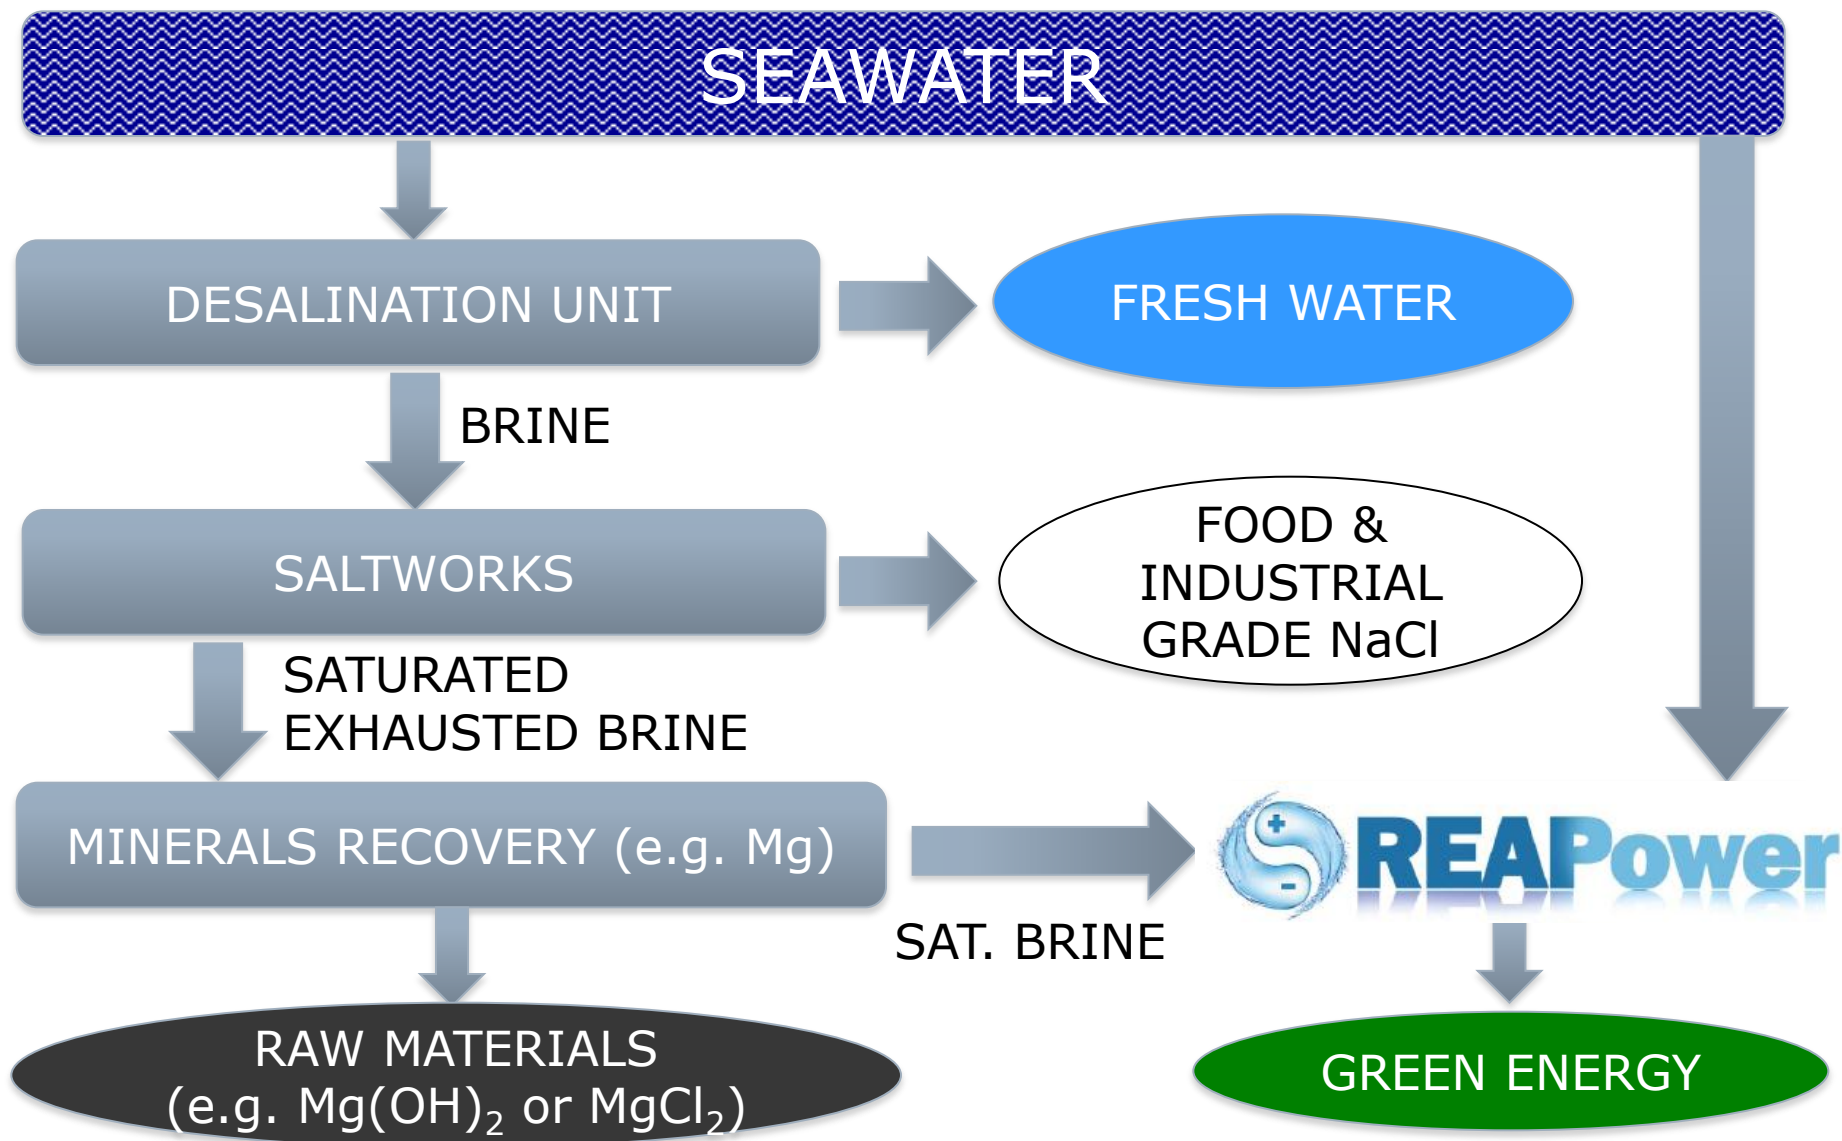 SEAWATER
DESALINATION UNIT
FRESH WATER
BRINE
SALTWORKS
FOOD &
INDUSTRIAL
GRADE NaCl
SATURATED
EXHAUSTED BRINE
MINERALS RECOVERY (e.g. Mg)
SAT. BRINE
+
-
REAPower
RAW MATERIALS
(e.g. Mg(OH)₂ or MgCl₂)
GREEN ENERGY